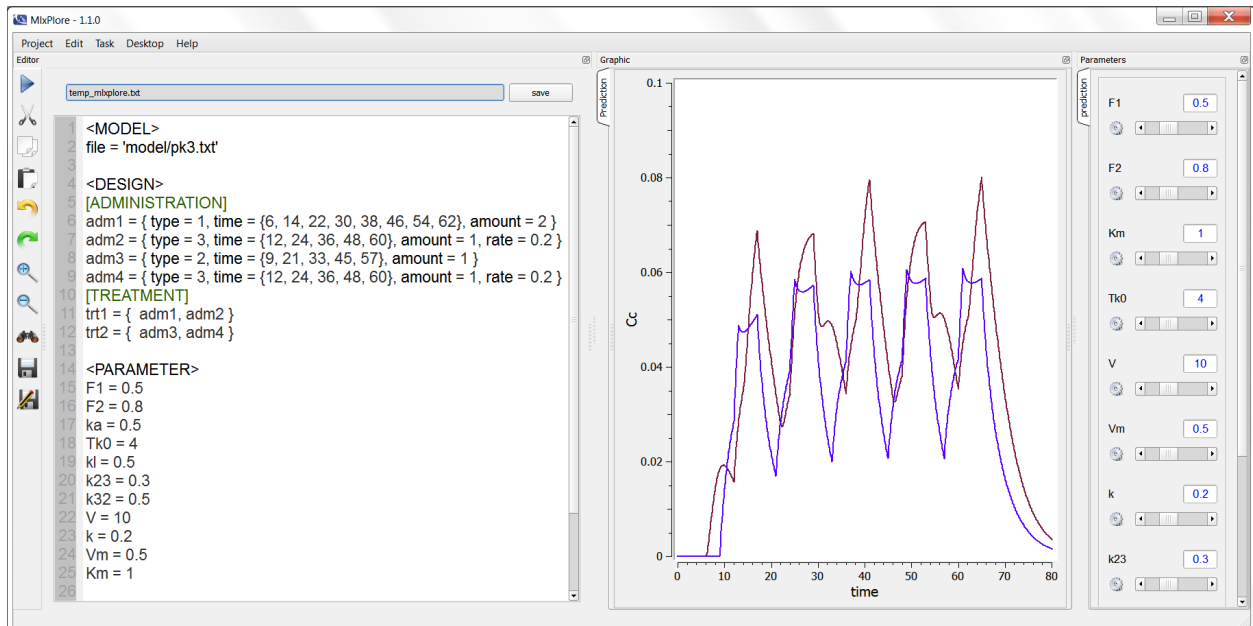 MlxPlore - 1.1.0
Project Edit Task Desktop Help
Editor
temp_mlxplore.txt save
1 <MODEL>
2 file = 'model/pk3.txt'
3
4 <DESIGN>
5 [ADMINISTRATION]
6 adm1 = { type = 1, time = {6, 14, 22, 30, 38, 46, 54, 62}, amount = 2 }
7 adm2 = { type = 3, time = {12, 24, 36, 48, 60}, amount = 1, rate = 0.2 }
8 adm3 = { type = 2, time = {9, 21, 33, 45, 57}, amount = 1 }
9 adm4 = { type = 3, time = {12, 24, 36, 48, 60}, amount = 1, rate = 0.2 }
10 [TREATMENT]
11 trt1 = { adm1, adm2 }
12 trt2 = { adm3, adm4 }
13
14 <PARAMETER>
15 F1 = 0.5
16 F2 = 0.8
17 ka = 0.5
18 Tk0 = 4
19 kl = 0.5
20 k23 = 0.3
21 k32 = 0.5
22 V = 10
23 k = 0.2
24 Vm = 0.5
25 Km = 1
26
Graphic
Prediction
0.1
0.08
0.06
0.04
0.02
0
Cc
0 10 20 30 40 50 60 70 80
time
Parameters
prediction
F1 0.5
F2 0.8
Km 1
Tk0 4
V 10
Vm 0.5
k 0.2
k23 0.3